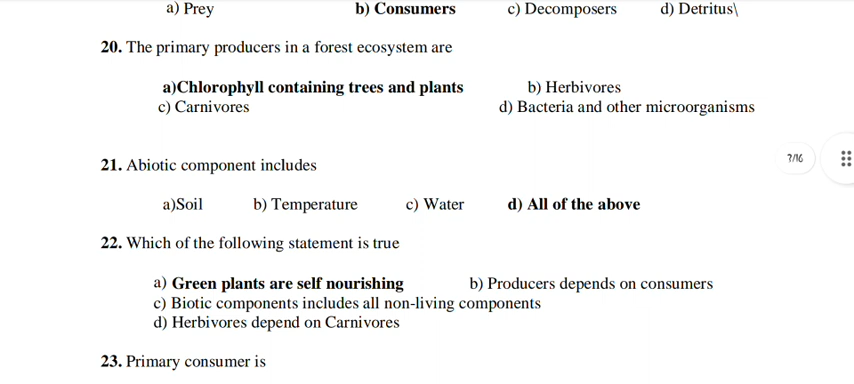 a) Prey b) Consumers c) Decomposers d) Detritus\
20. The primary producers in a forest ecosystem are
a)Chlorophyll containing trees and plants b) Herbivores
c) Carnivores d) Bacteria and other microorganisms
7/16
21. Abiotic component includes
a)Soil b) Temperature c) Water d) All of the above
22. Which of the following statement is true
a) Green plants are self nourishing b) Producers depends on consumers
c) Biotic components includes all non-living components
d) Herbivores depend on Carnivores
23. Primary consumer is